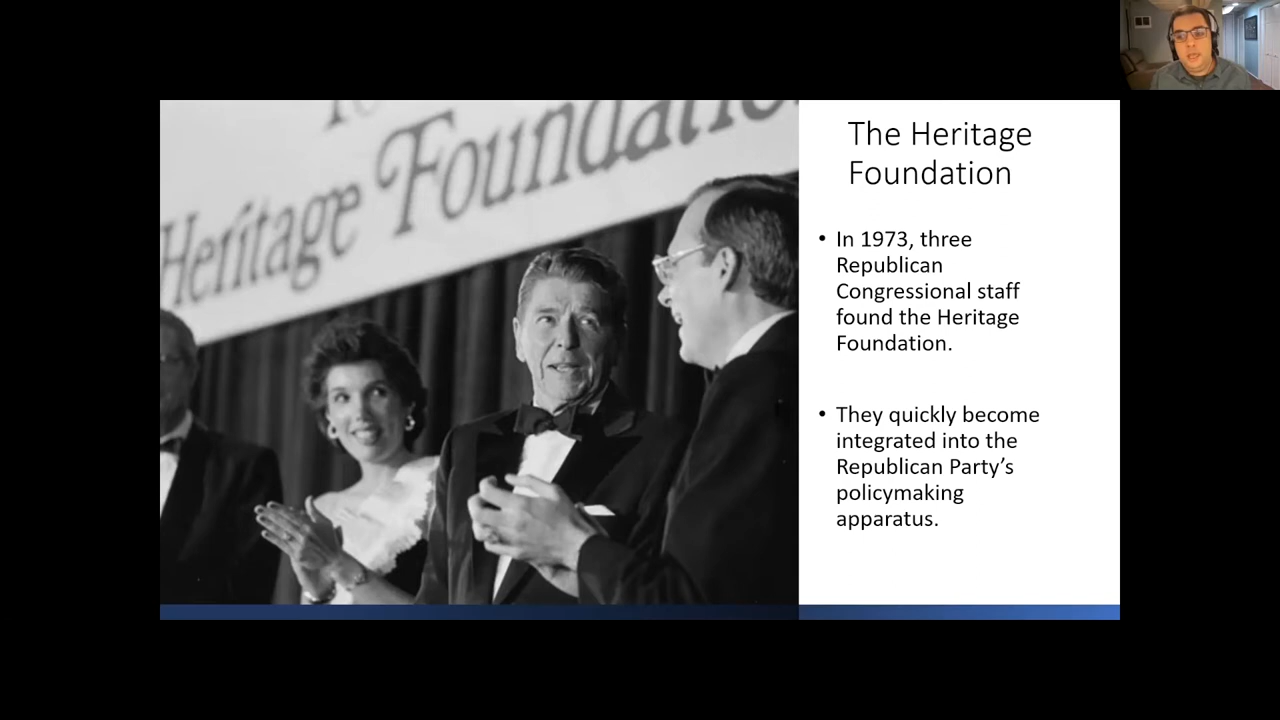 Heritage Foundation
The Heritage
Foundation
• In 1973, three
Republican
Congressional staff
found the Heritage
Foundation.
• They quickly become
integrated into the
Republican Party’s
policymaking
apparatus.